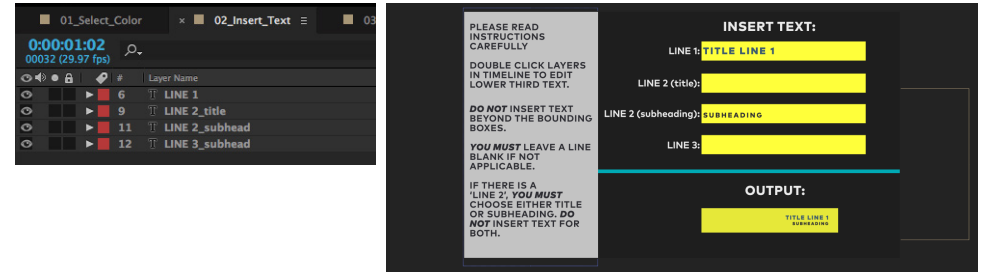 01_Select_Color
× 02_Insert_Text ≡
03
0:00:01:02
00032 (29.97 fps)
# Layer Name
6 T LINE 1
9 T LINE 2_title
11 T LINE 2_subhead
12 T LINE 3_subhead
PLEASE READ
INSTRUCTIONS
CAREFULLY
DOUBLE CLICK LAYERS
IN TIMELINE TO EDIT
LOWER THIRD TEXT.
DO NOT INSERT TEXT
BEYOND THE BOUNDING
BOXES.
YOU MUST LEAVE A LINE
BLANK IF NOT
APPLICABLE.
IF THERE IS A
'LINE 2', YOU MUST
CHOOSE EITHER TITLE
OR SUBHEADING. DO
NOT INSERT TEXT FOR
BOTH.
INSERT TEXT:
LINE 1: TITLE LINE 1
LINE 2 (title):
LINE 2 (subheading): SUBHEADING
LINE 3:
OUTPUT:
TITLE LINE 1
SUBHEADING